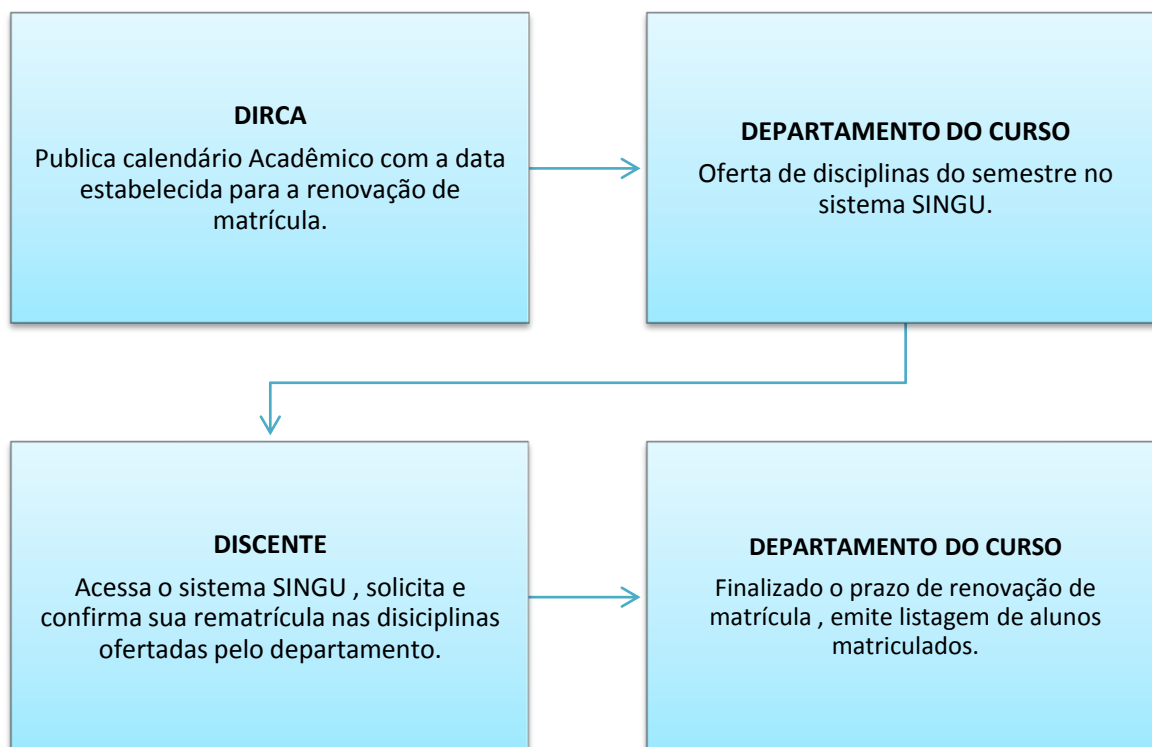 DIRCA
Publica calendário Acadêmico com a data
estabelecida para a renovação de
matrícula.
DEPARTAMENTO DO CURSO
Oferta de disciplinas do semestre no
sistema SINGU.
DISCENTE
Acessa o sistema SINGU , solicita e
confirma sua rematrícula nas disiciplinas
ofertadas pelo departamento.
DEPARTAMENTO DO CURSO
Finalizado o prazo de renovação de
matrícula , emite listagem de alunos
matriculados.